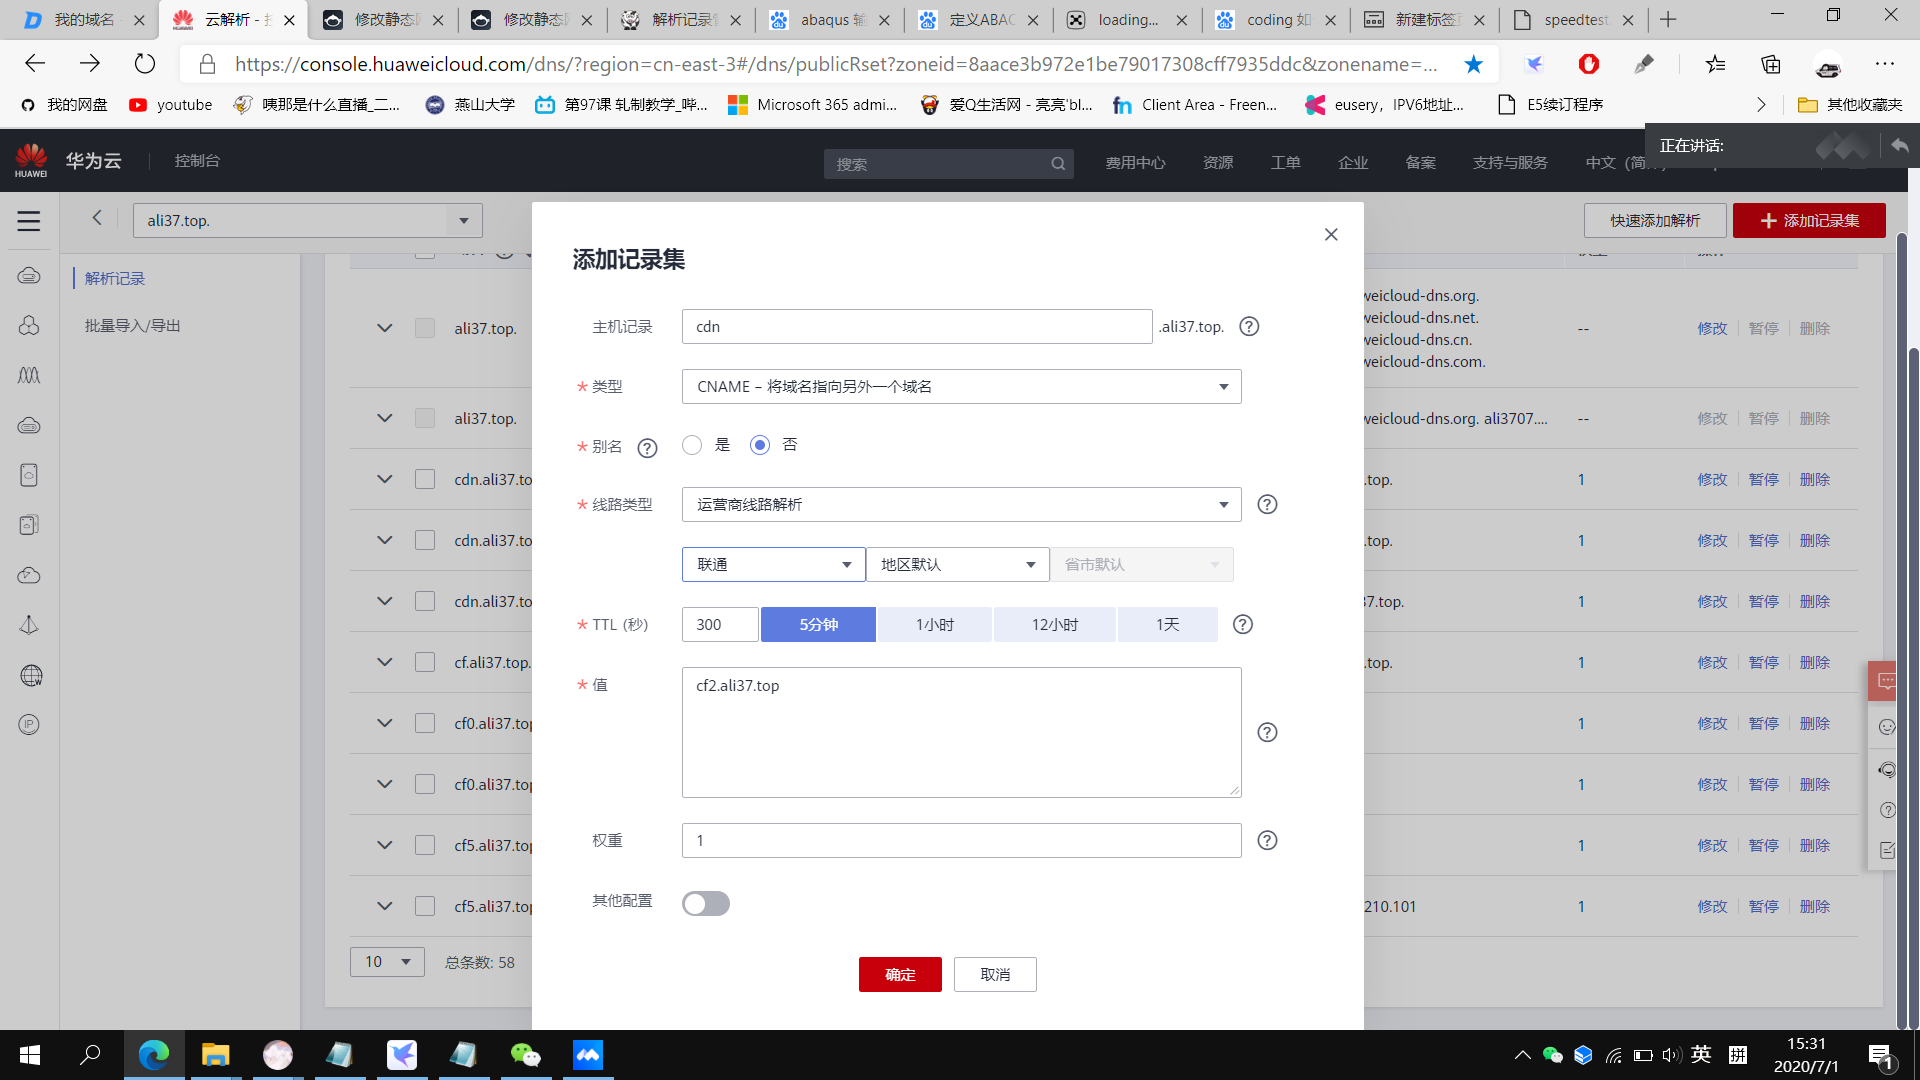 我的域名
云解析 -
修改静态
修改静态
解析记录
abaqus 输
定义ABAC
loading...
coding 如
新建标签
speedtest.
https://console.huaweicloud.com/dns/?region=cn-east-3#/dns/publicRset?zoneid=8aace3b972e1be79017308cff7935ddc&zonename=...
我的网盘
youtube
咦那是什么直播_二...
燕山大学
第97课 轧制教学_哔...
Microsoft 365 admi...
爱Q生活网 - 亮亮'bl...
Client Area - Freen...
eusery，IPV6地址...
E5续订程序
其他收藏夹
HUAWEI
华为云
控制台
搜索
费用中心
资源
工单
企业
备案
支持与服务
中文（简
正在讲话:
ali37.top.
快速添加解析
添加记录集
解析记录
批量导入/导出
添加记录集
主机记录
cdn
.ali37.top.
* 类型
CNAME – 将域名指向另外一个域名
* 别名
是
否
* 线路类型
运营商线路解析
联通
地区默认
省市默认
* TTL (秒)
300
5分钟
1小时
12小时
1天
* 值
cf2.ali37.top
权重
1
其他配置
确定
取消
ali37.top.
weicloud-dns.org.
weicloud-dns.net.
weicloud-dns.cn.
weicloud-dns.com.
--
修改 暂停 删除
ali37.top.
weicloud-dns.org. ali3707....
--
修改 暂停 删除
cdn.ali37.to
.top.
1
修改 暂停 删除
cdn.ali37.to
.top.
1
修改 暂停 删除
cdn.ali37.to
37.top.
1
修改 暂停 删除
cf.ali37.top.
.top.
1
修改 暂停 删除
cf0.ali37.top
1
修改 暂停 删除
cf0.ali37.top
1
修改 暂停 删除
cf5.ali37.top
1
修改 暂停 删除
cf5.ali37.top
210.101
1
修改 暂停 删除
10
总条数: 58
英
拼
15:31
2020/7/1
1